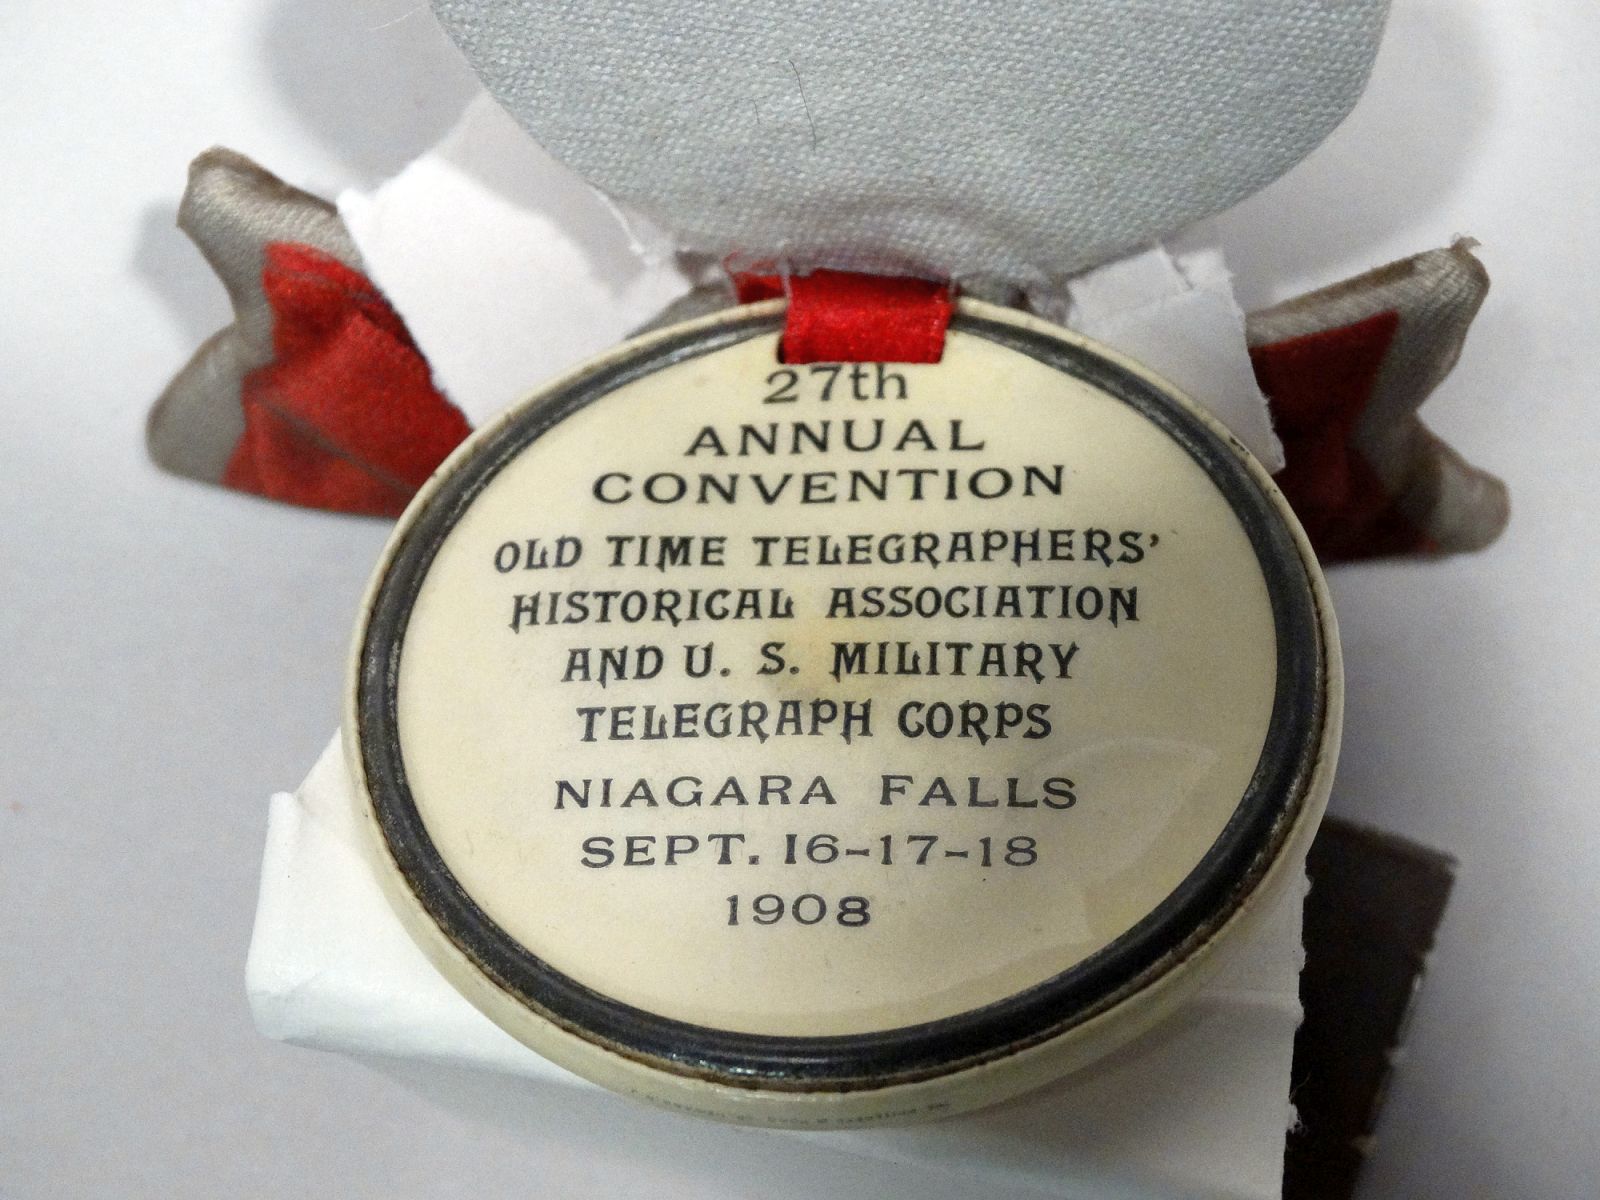 27th
ANNUAL
CONVENTION
OLD TIME TELEGRAPHERS'
HISTORICAL ASSOCIATION
AND U. S. MILITARY
TELEGRAPH CORPS
NIAGARA FALLS
SEPT. 16-17-18
1908